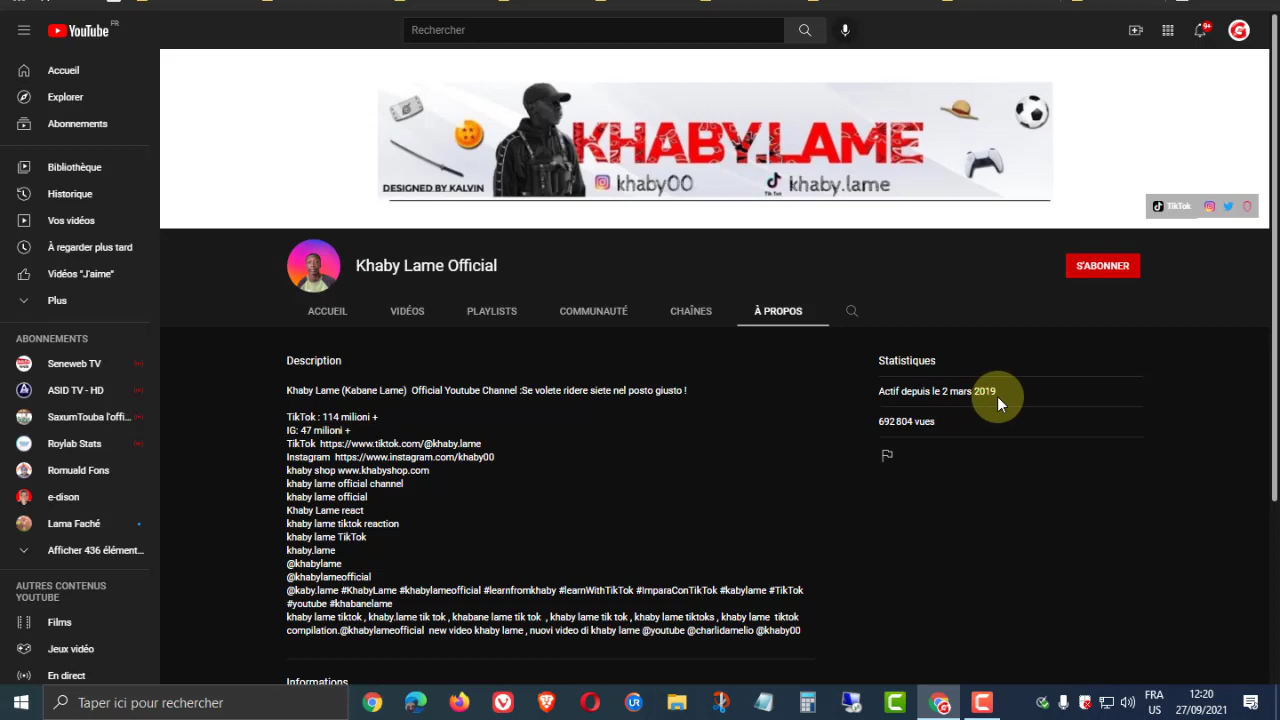 YouTube FR
Rechercher
9+
Accueil
Explorer
Abonnements
Bibliothèque
Historique
Vos vidéos
À regarder plus tard
Vidéos "J'aime"
Plus
ABONNEMENTS
Seneweb TV
ASID TV - HD
SaxumTouba l'offi...
Roylab Stats
Romuald Fons
e-dison
Lama Faché
Afficher 436 élément...
AUTRES CONTENUS
YOUTUBE
Films
Jeux vidéo
En direct
KHABY.LAME
DESIGNED BY KALVIN
khaby00
Tik Tok
khaby.lame
TikTok
Khaby Lame Official
S'ABONNER
ACCUEIL
VIDÉOS
PLAYLISTS
COMMUNAUTÉ
CHAÎNES
À PROPOS
Description
Khaby Lame (Kabane Lame) Official Youtube Channel :Se volete ridere siete nel posto giusto !
TikTok : 114 milioni +
IG: 47 milioni +
TikTok https://www.tiktok.com/@khaby.lame
Instagram https://www.instagram.com/khaby00
khaby shop www.khabyshop.com
khaby lame official channel
khaby lame official
Khaby Lame react
khaby lame tiktok reaction
khaby lame TikTok
khaby.lame
@khabylame
@khabylameofficial
@kaby.lame #KhabyLame #khabylameofficial #learnfromkhaby #learnWithTikTok #ImparaConTikTok #kabylame #TikTok
#youtube #khabanelame
khaby lame tiktok , khaby.lame tik tok , khabane lame tik tok , khaby lame tik tok , khaby lame tiktoks , khaby lame tiktok
compilation.@khabylameofficial new video khaby lame , nuovi video di khaby lame @youtube @charlidamelio @khaby00
Informations
Statistiques
Actif depuis le 2 mars 2019
692 804 vues
Taper ici pour rechercher
UR
FRA
US
12:20
27/09/2021